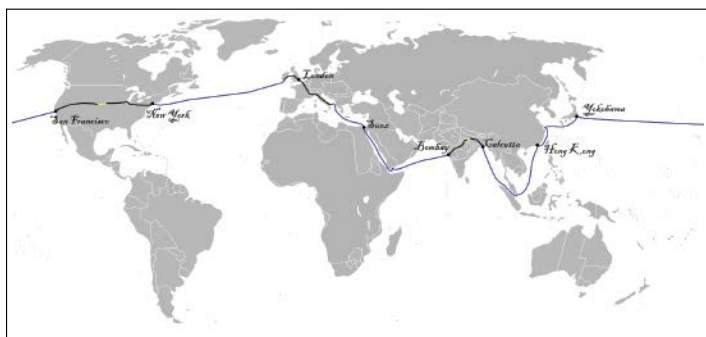 London
San Francisco
New York
Suez
Bombay
Calcutta
Hong Kong
Yokohama